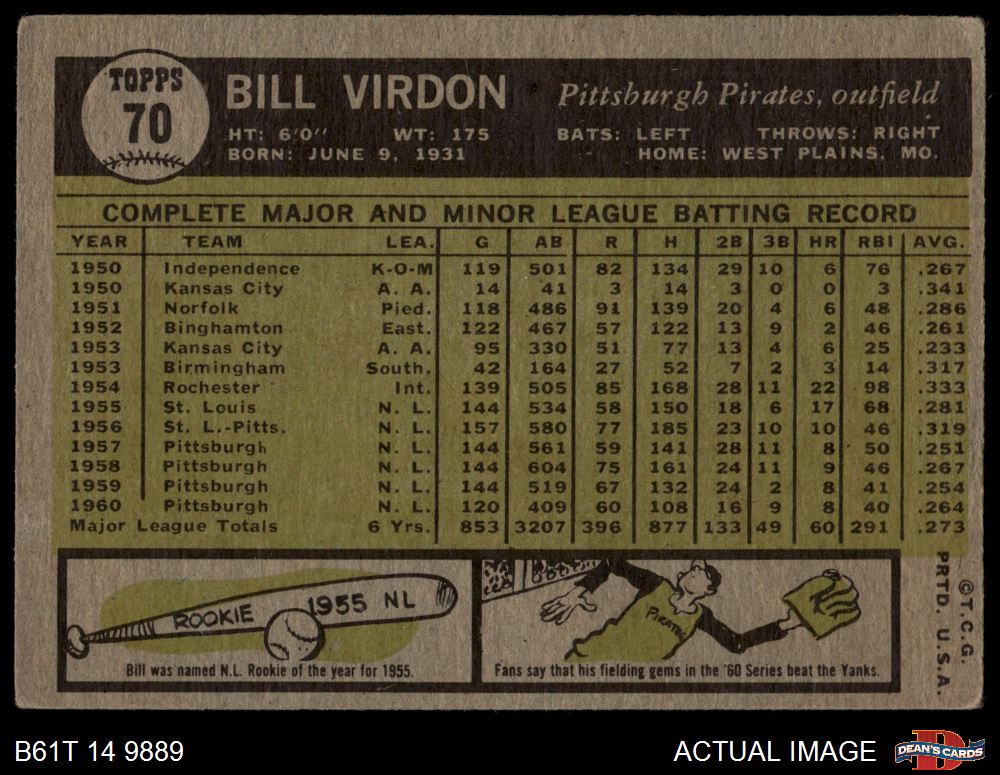 TOPPS
70
BILL VIRDON Pittsburgh Pirates, outfield
HT: 6'0" WT: 175 BATS: LEFT THROWS: RIGHT
BORN: JUNE 9, 1931 HOME: WEST PLAINS, MO.
COMPLETE MAJOR AND MINOR LEAGUE BATTING RECORD
YEAR TEAM LEA. G AB R H 2B 3B HR RBI AVG.
1950 Independence K-O-M 119 501 82 134 29 10 6 76 .267
1950 Kansas City A. A. 14 41 3 14 3 0 0 3 .341
1951 Norfolk Pied. 118 486 91 139 20 4 6 48 .286
1952 Binghamton East. 122 467 57 122 13 9 2 46 .261
1953 Kansas City A. A. 95 330 51 77 13 4 6 25 .233
1953 Birmingham South. 42 164 27 52 7 2 3 14 .317
1954 Rochester Int. 139 505 85 168 28 11 22 98 .333
1955 St. Louis N. L. 144 534 58 150 18 6 17 68 .281
1956 St. L.-Pitts. N. L. 157 580 77 185 23 10 10 46 .319
1957 Pittsburgh N. L. 144 561 59 141 28 11 8 50 .251
1958 Pittsburgh N. L. 144 604 75 161 24 11 9 46 .267
1959 Pittsburgh N. L. 144 519 67 132 24 2 8 41 .254
1960 Pittsburgh N. L. 120 409 60 108 16 9 8 40 .264
Major League Totals 6 Yrs. 853 3207 396 877 133 49 60 291 .273
ROOKIE 1955 NL
Bill was named N.L. Rookie of the year for 1955.
PIRATES
Fans say that his fielding gems in the '60 Series beat the Yanks.
©T.C.G.
PRTD. U.S.A.
B61T 14 9889 ACTUAL IMAGE DEAN'S CARDS